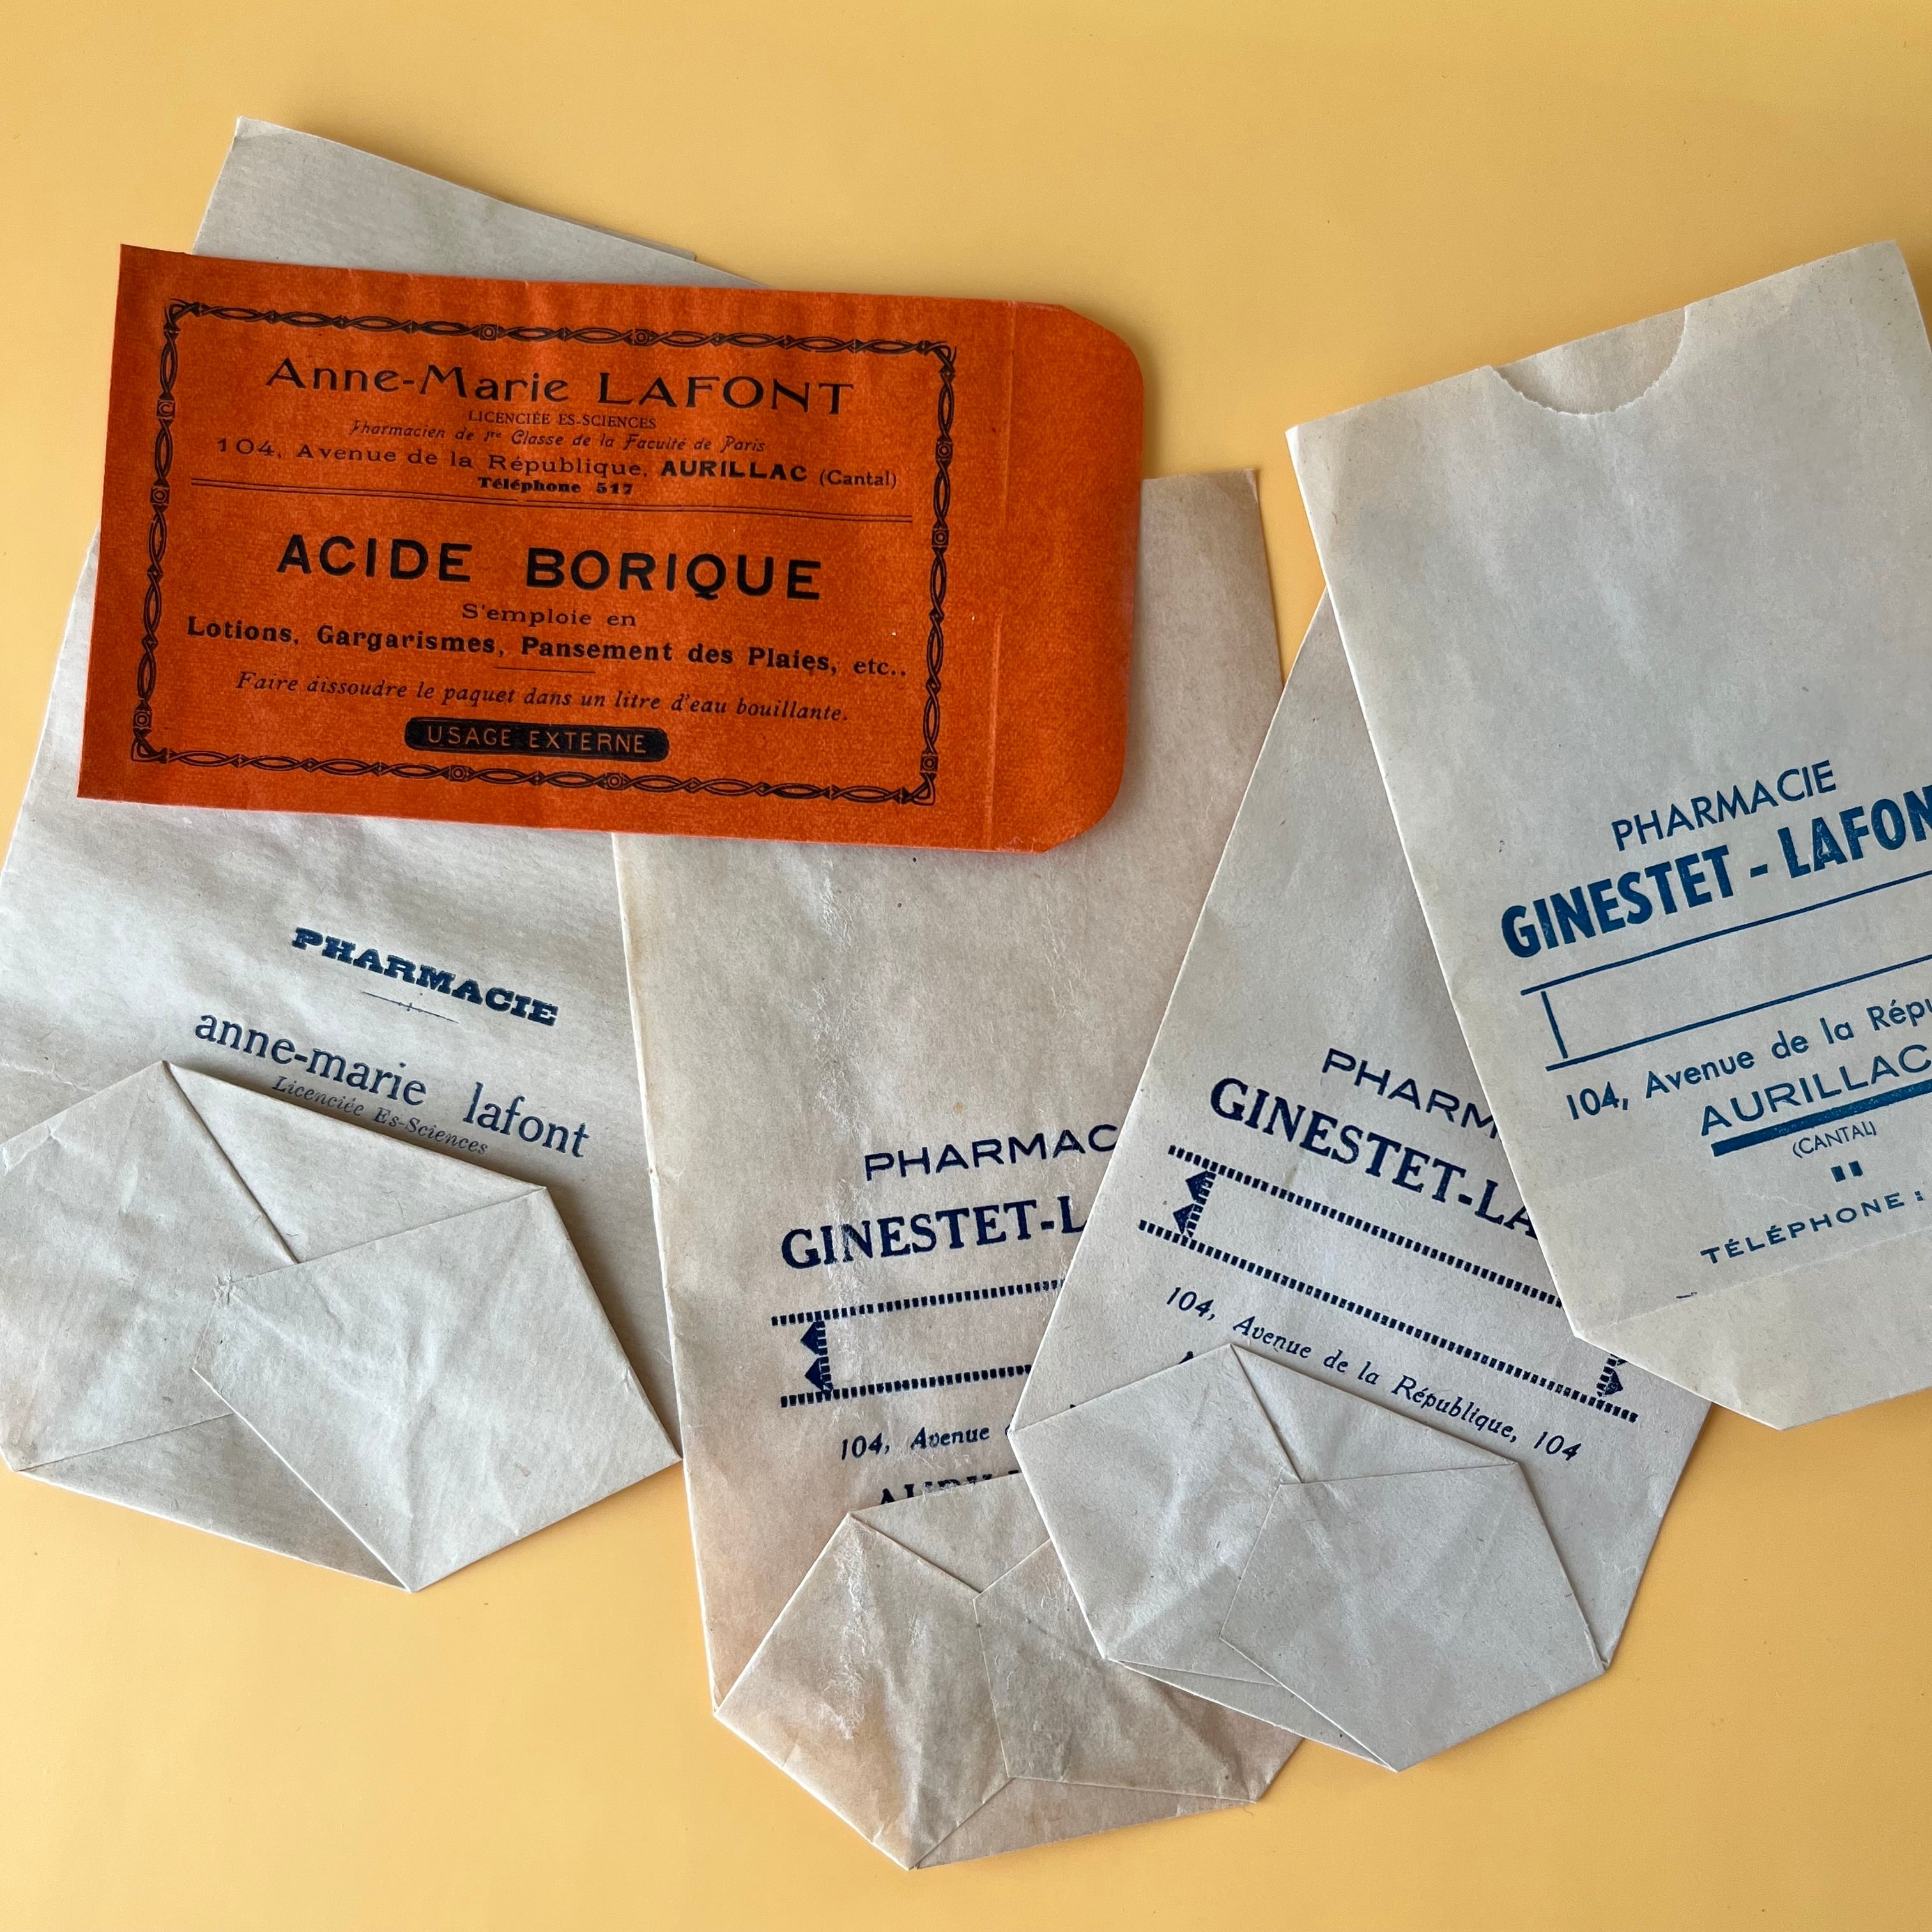 Anne-Marie LAFONT
LICENCIÉE ES-SCIENCES
Pharmacien de 1re Classe de la Faculté de Paris
104, Avenue de la République, AURILLAC (Cantal)
Téléphone 517
ACIDE BORIQUE
S'emploie en
Lotions, Gargarismes, Pansement des Plaies, etc..
Faire dissoudre le paquet dans un litre d'eau bouillante.
USAGE EXTERNE
PHARMACIE
anne-marie lafont
Licenciée Es-Sciences
PHARMAC
GINESTET-L
104, Avenue
PHARM
GINESTET-LA
104, Avenue de la République, 104
PHARMACIE
GINESTET - LAFON
104, Avenue de la Répu
AURILLAC
(CANTAL)
TÉLÉPHONE :